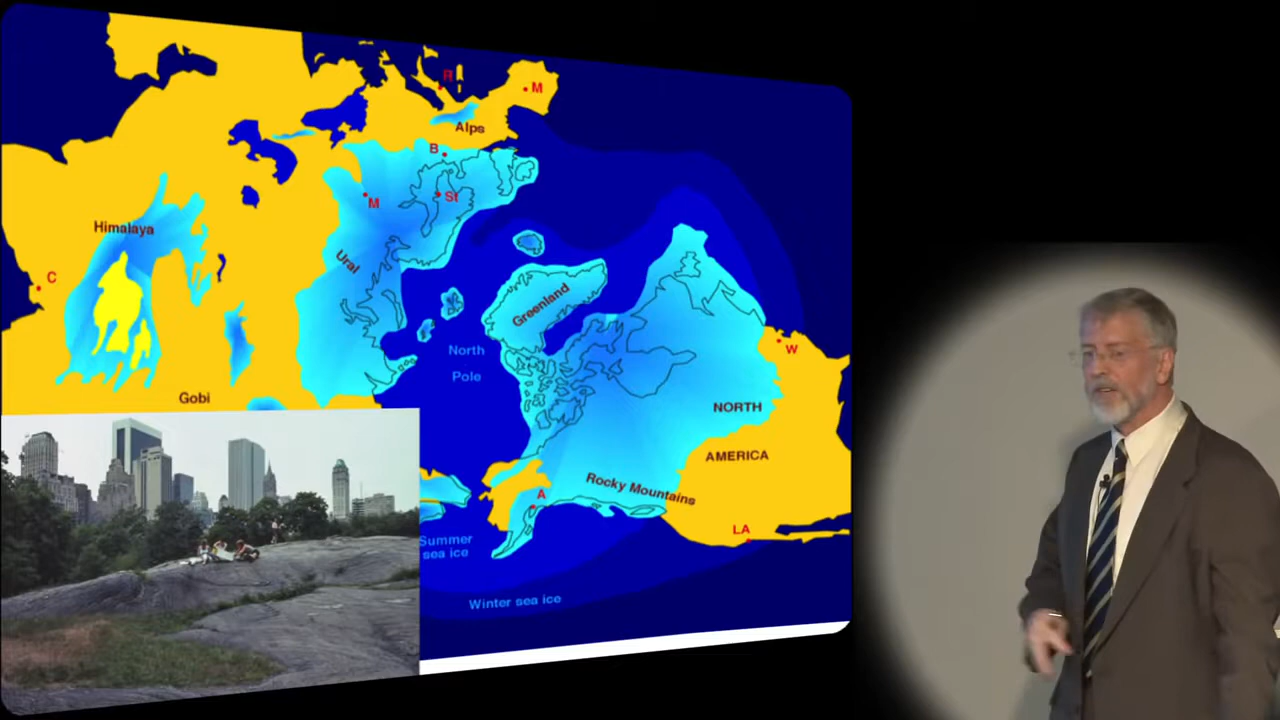 R
M
Alps
B
M
St
Himalaya
C
Ural
Greenland
North
Pole
W
NORTH
Gobi
AMERICA
Rocky Mountains
A
LA
Summer
sea ice
Winter sea ice